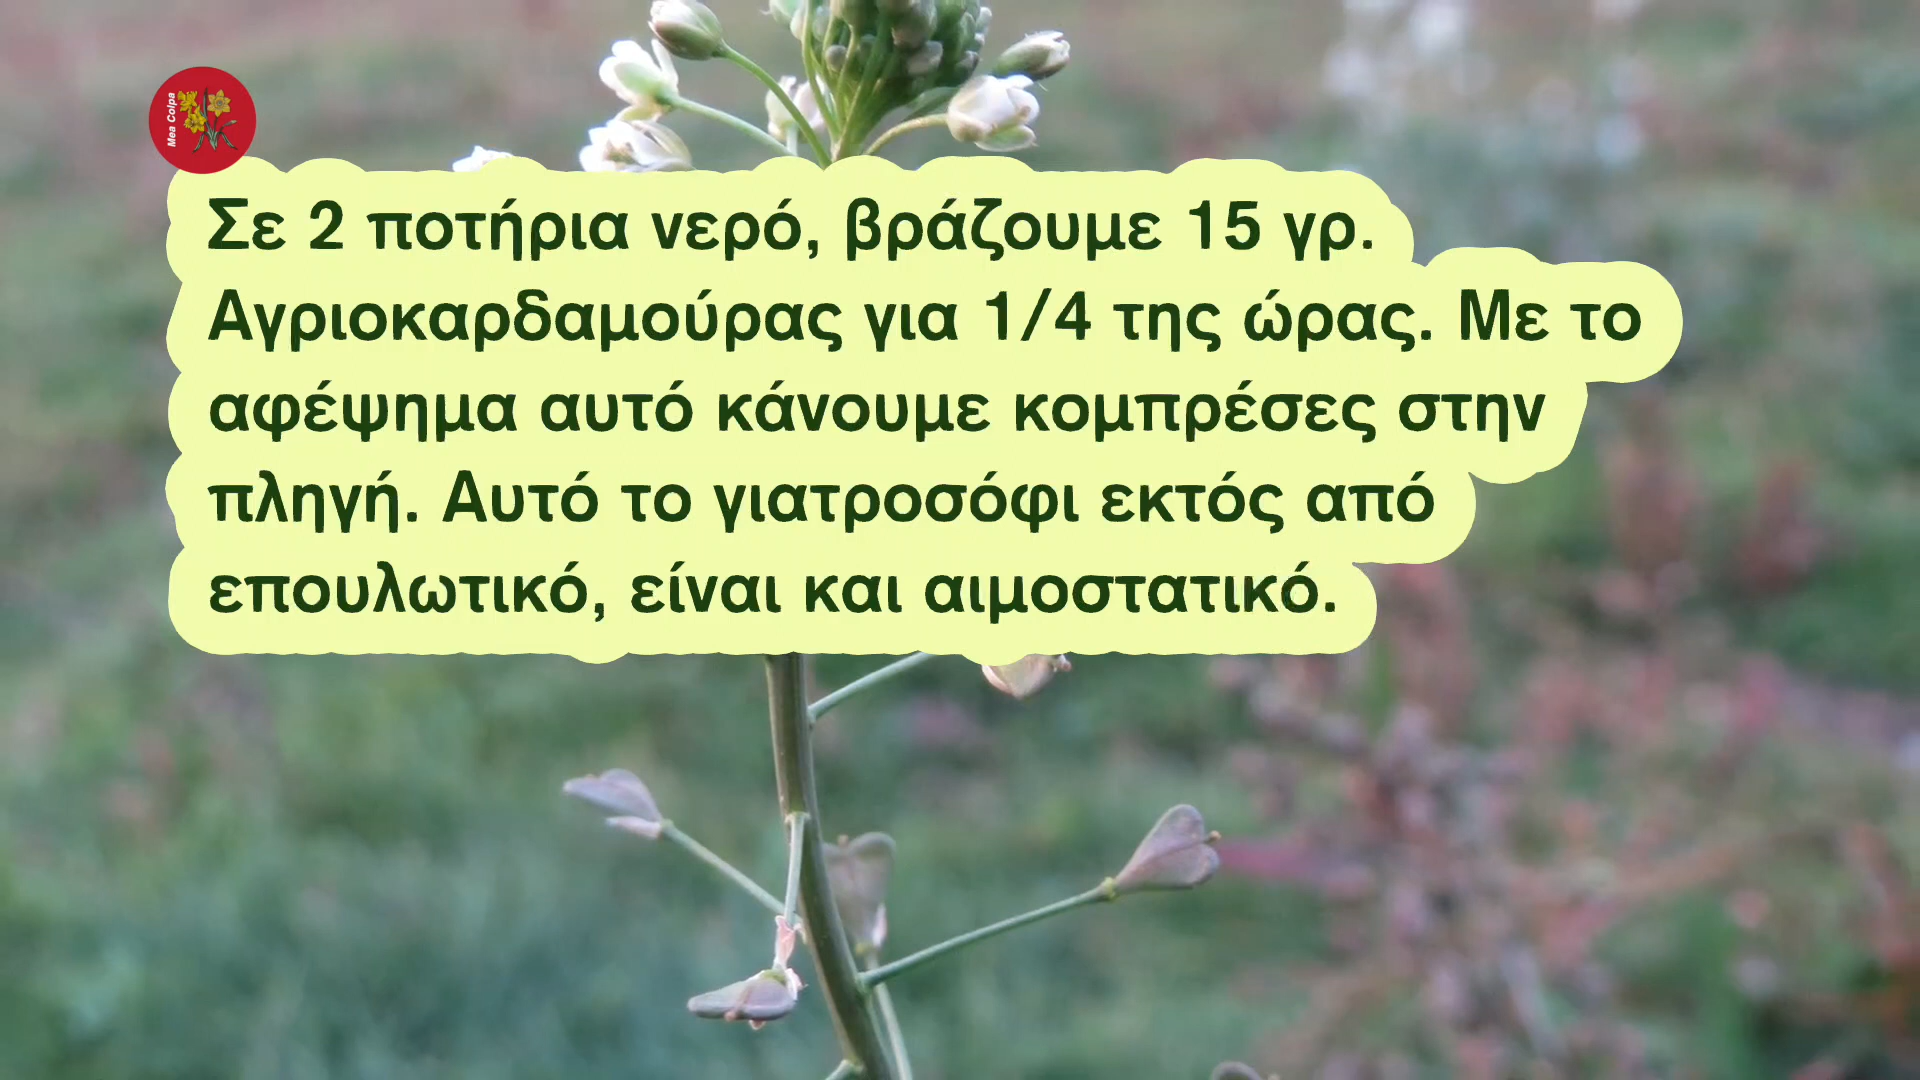 Mea Colpa
Σε 2 ποτήρια νερό, βράζουμε 15 γρ.
Αγριοκαρδαμούρας για 1/4 της ώρας. Με το
αφέψημα αυτό κάνουμε κομπρέσες στην
πληγή. Αυτό το γιατροσόφι εκτός από
επουλωτικό, είναι και αιμοστατικό.